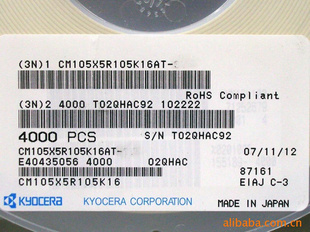 (3N)1 CM105X5R105K16AT-
RoHS Compliant
(3N)2 4000 T02QHAC92 102222
4000 PCS
S/N T02QHAC92
CM105X5R105K16AT-
07/11/12
E40435056 4000 02QHAC
87161
CM105X5R105K16
EIAJ C-3
KYOCERA KYOCERA CORPORATION MADE IN JAPAN
alibaba.com.cn